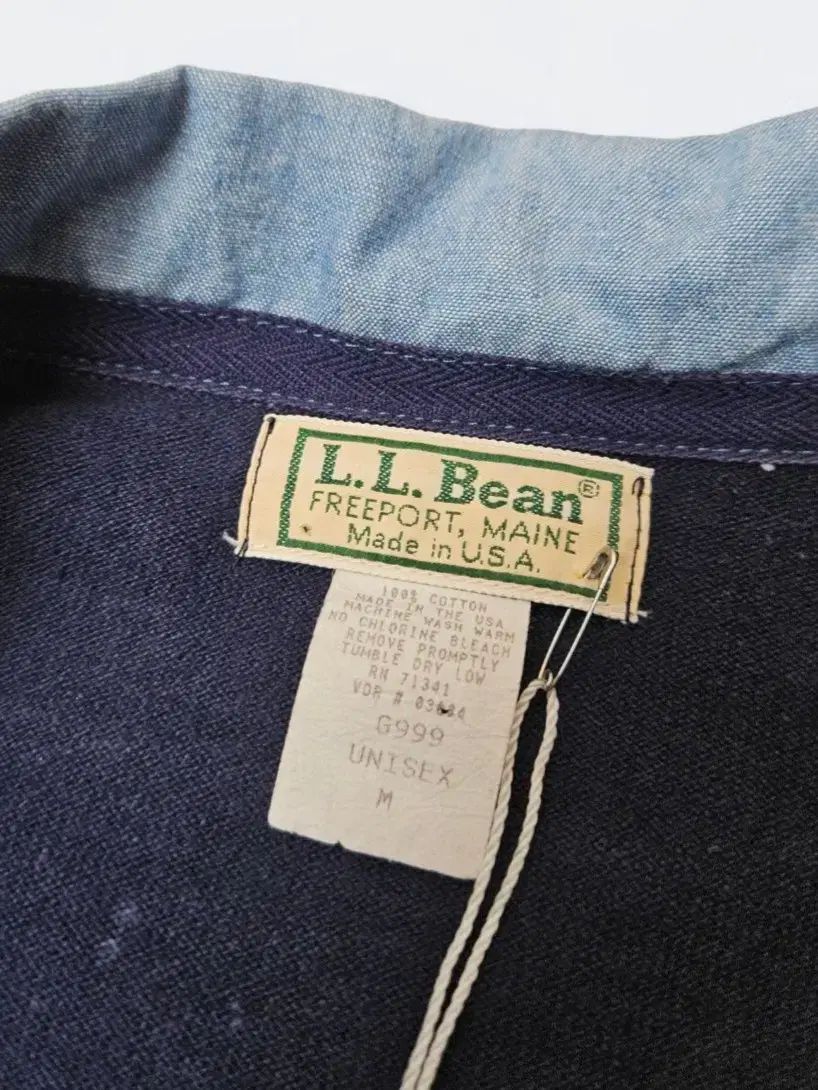 L.L.Bean®
FREEPORT, MAINE
Made in U.S.A.
100% COTTON
MADE IN THE USA
MACHINE WASH WARM
NO CHLORINE BLEACH
REMOVE PROMPTLY
TUMBLE DRY LOW
RN 71341
VDR #
G999
UNISEX
M